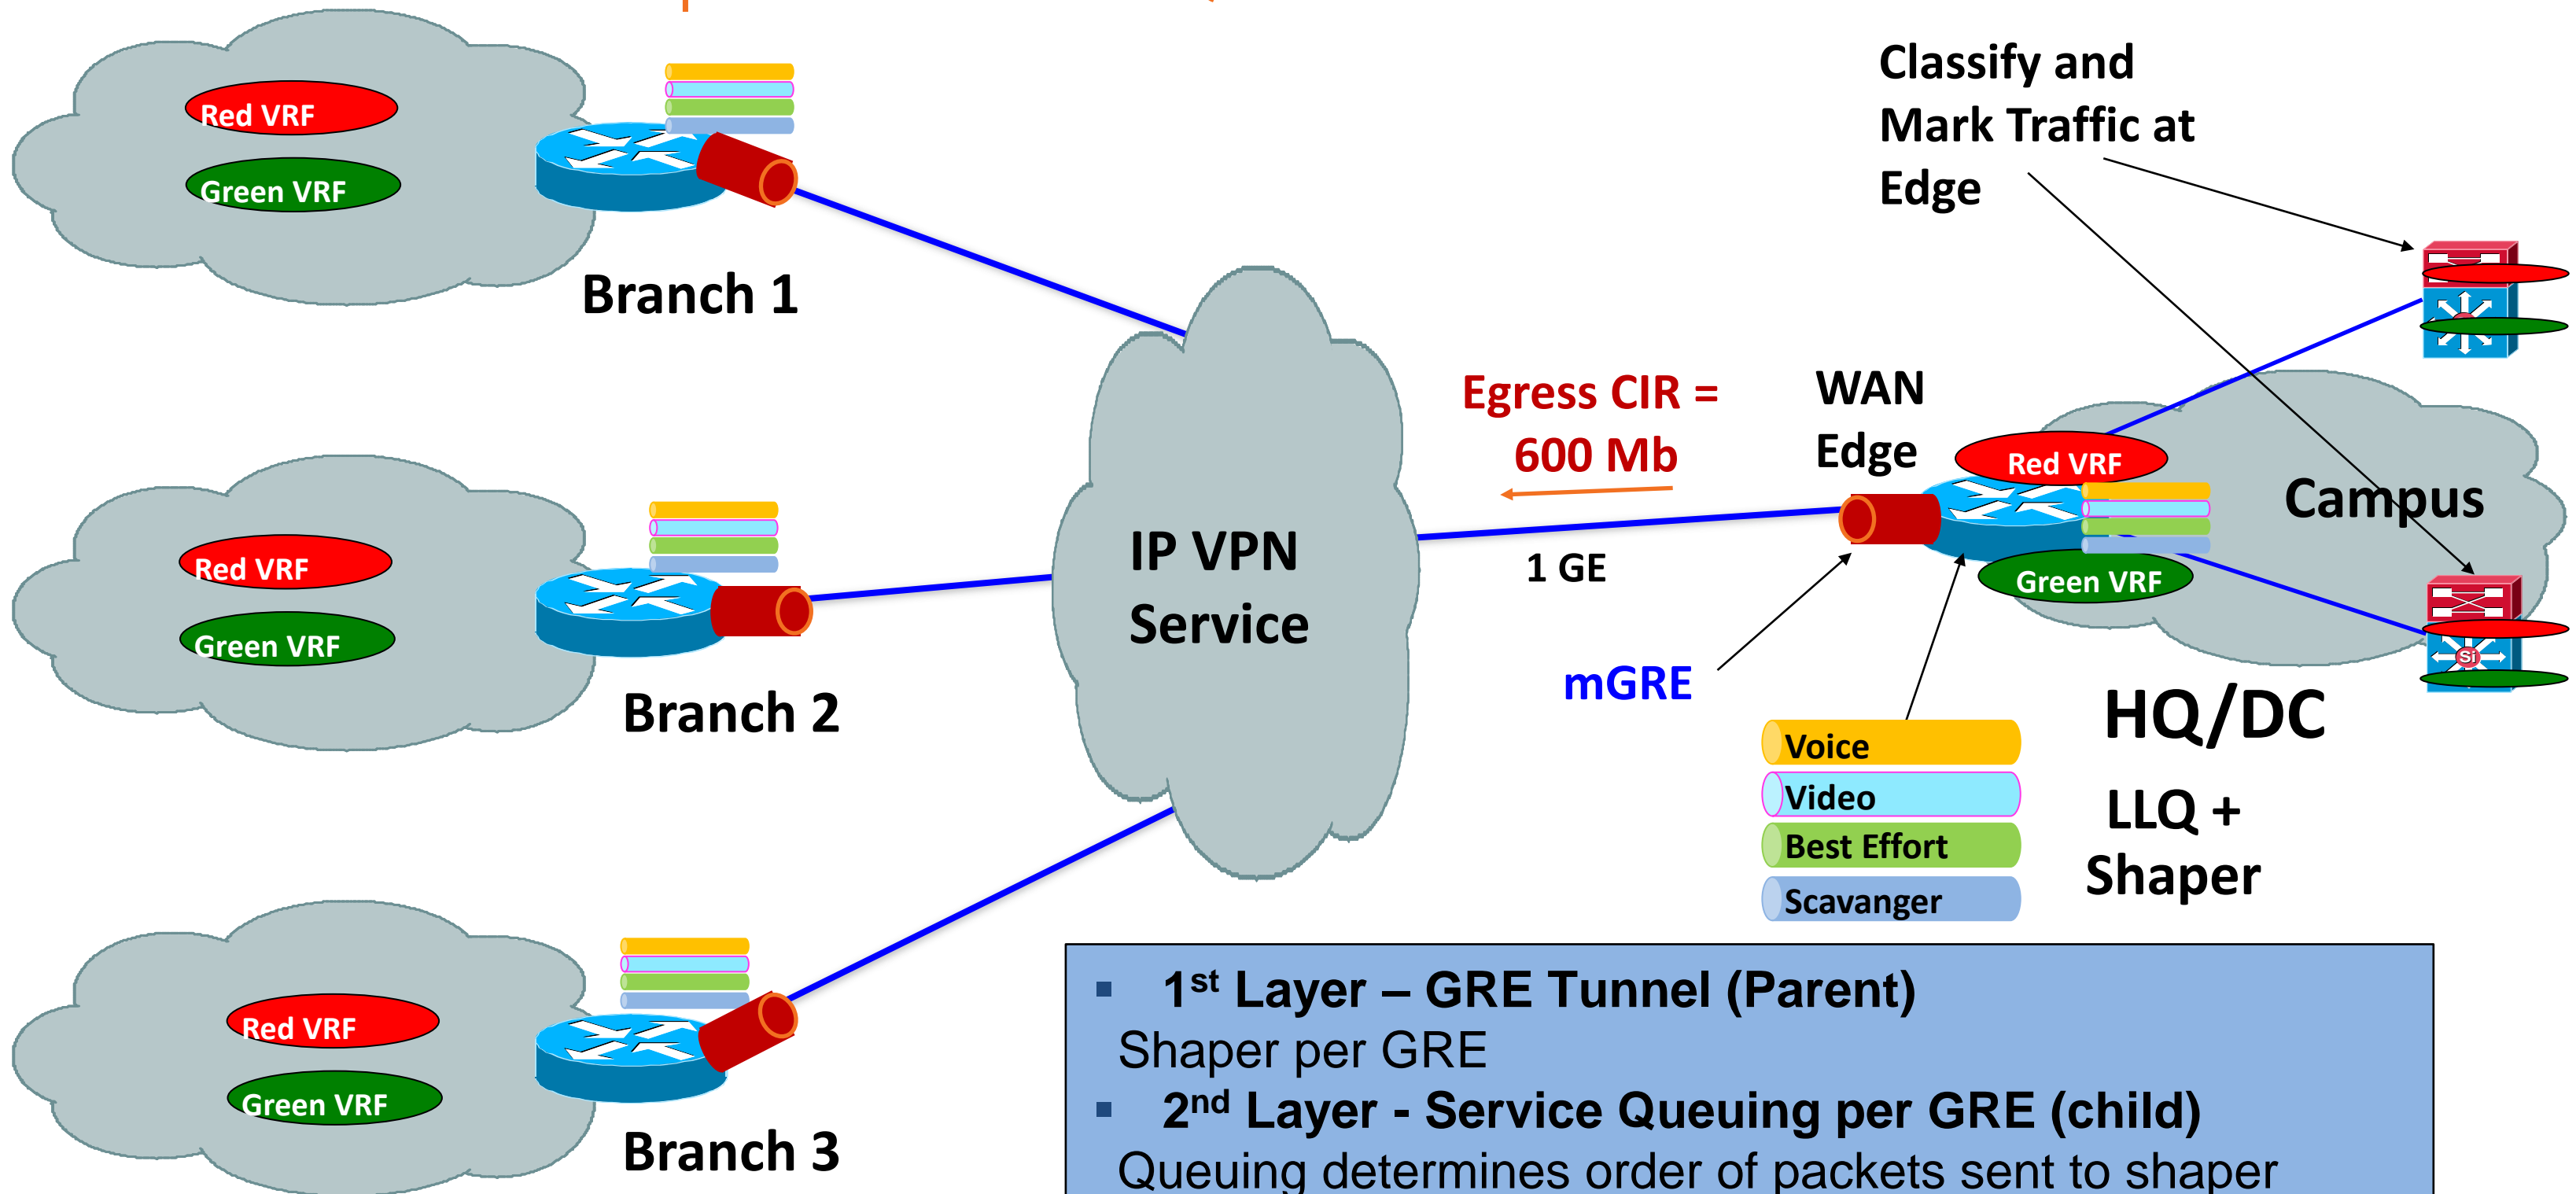 Classify and
Mark Traffic at
Edge
Red VRF
Green VRF
Branch 1
Egress CIR =
600 Mb
WAN
Edge
Red VRF
Campus
IP VPN
Service
1 GE
Green VRF
Si
Red VRF
Green VRF
Branch 2
mGRE
HQ/DC
Voice
Video
Best Effort
Scavanger
LLQ +
Shaper
Red VRF
Green VRF
Branch 3
▪ 1st Layer – GRE Tunnel (Parent)
Shaper per GRE
▪ 2nd Layer - Service Queuing per GRE (child)
Queuing determines order of packets sent to shaper